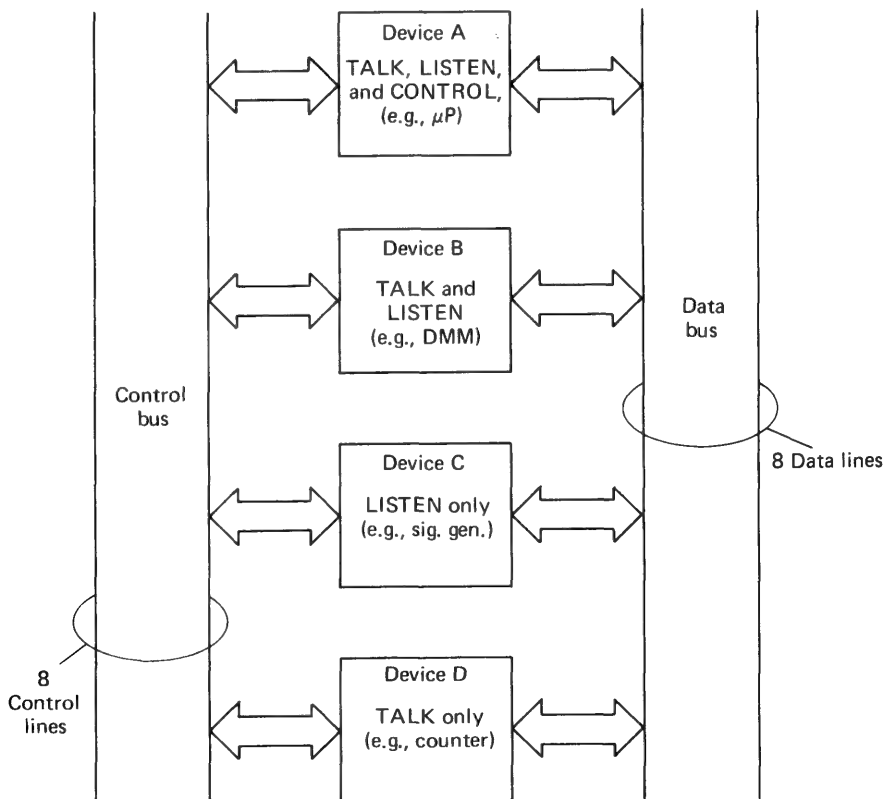 Device A
TALK, LISTEN,
and CONTROL,
(e.g., μP)
Device B
TALK and
LISTEN
(e.g., DMM)
Data
bus
Control
bus
8 Data lines
Device C
LISTEN only
(e.g., sig. gen.)
8
Control
lines
Device D
TALK only
(e.g., counter)